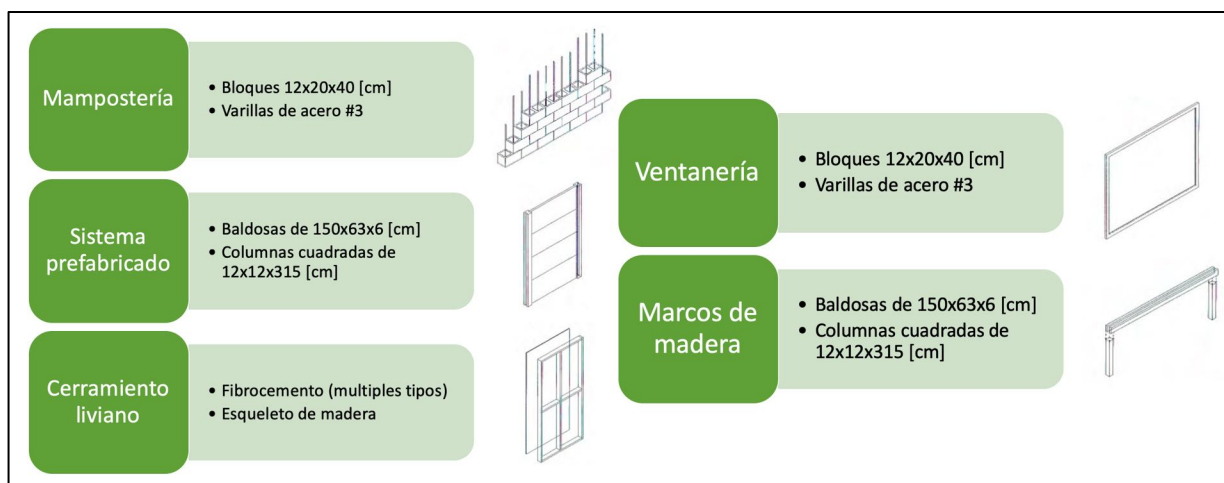 Mampostería
• Bloques 12x20x40 [cm]
• Varillas de acero #3
Sistema
prefabricado
• Baldosas de 150x63x6 [cm]
• Columnas cuadradas de
12x12x315 [cm]
Cerramiento
liviano
• Fibrocemento (multiples tipos)
• Esqueleto de madera
Ventanería
• Bloques 12x20x40 [cm]
• Varillas de acero #3
Marcos de
madera
• Baldosas de 150x63x6 [cm]
• Columnas cuadradas de
12x12x315 [cm]